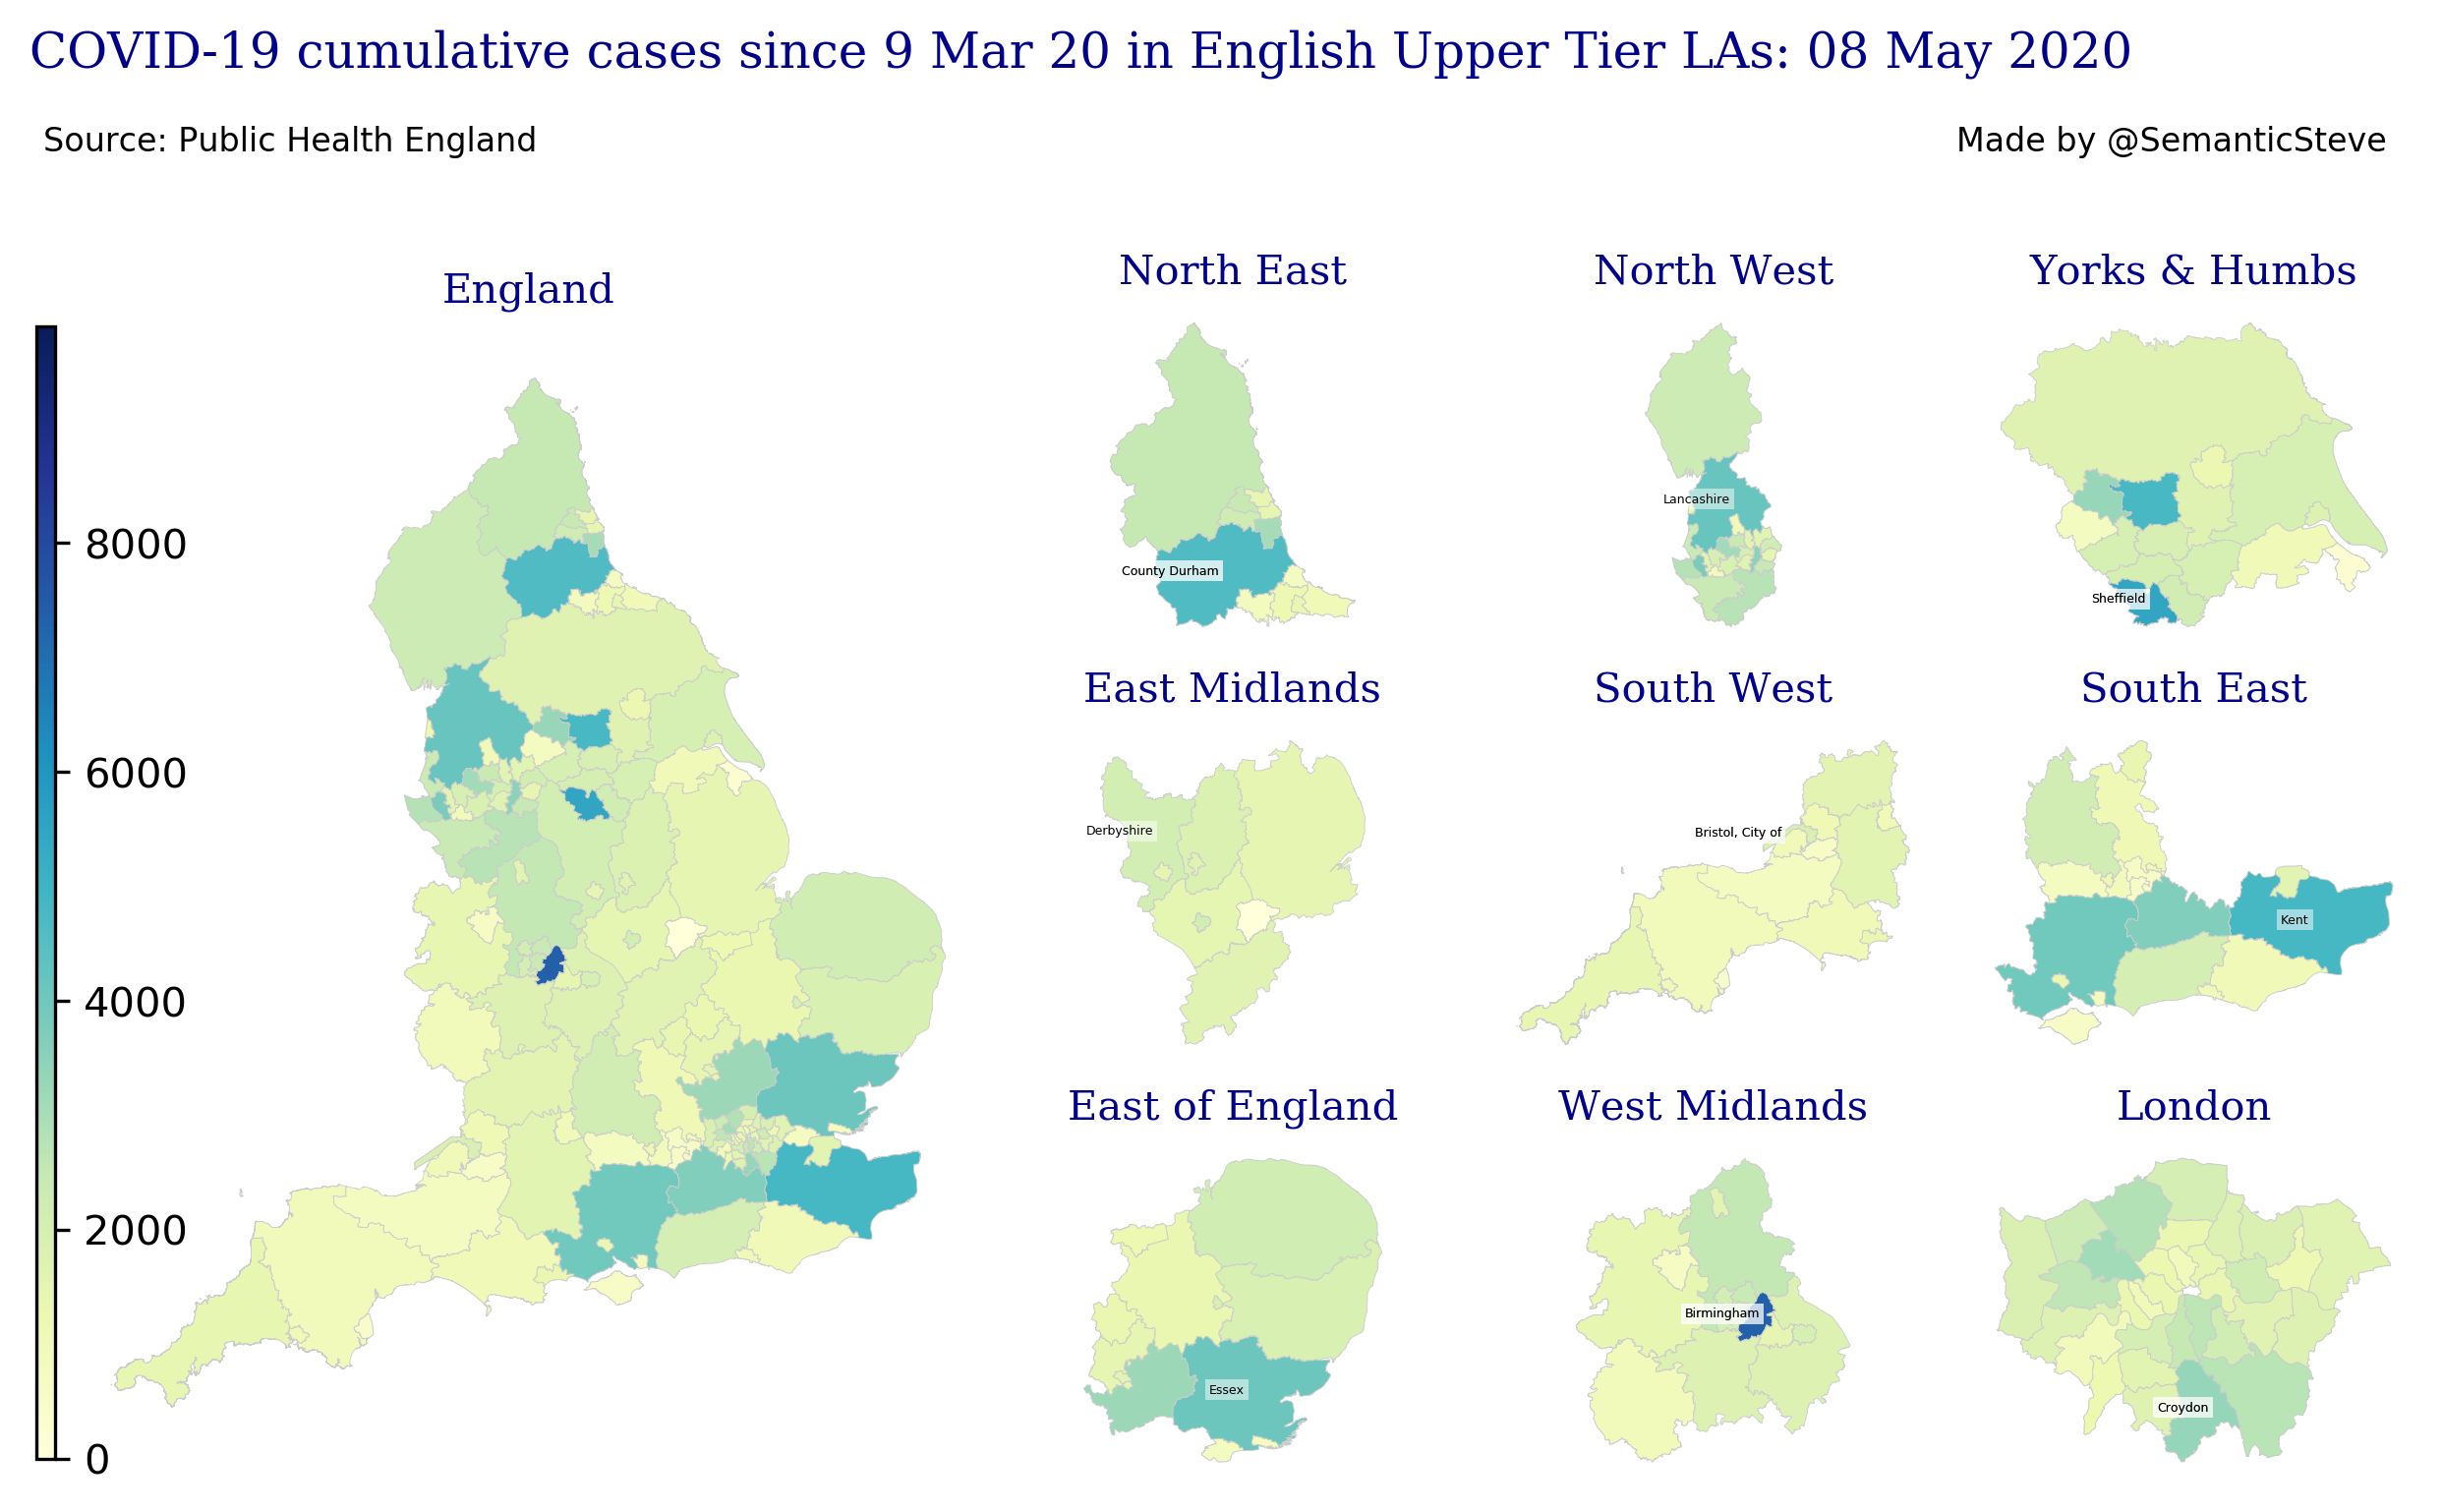 COVID-19 cumulative cases since 9 Mar 20 in English Upper Tier LAs: 08 May 2020
Source: Public Health England
Made by @SemanticSteve
England
North East
North West
Yorks & Humbs
8000
6000
4000
2000
0
County Durham
Lancashire
Sheffield
East Midlands
South West
South East
Derbyshire
Bristol, City of
Kent
East of England
West Midlands
London
Essex
Birmingham
Croydon